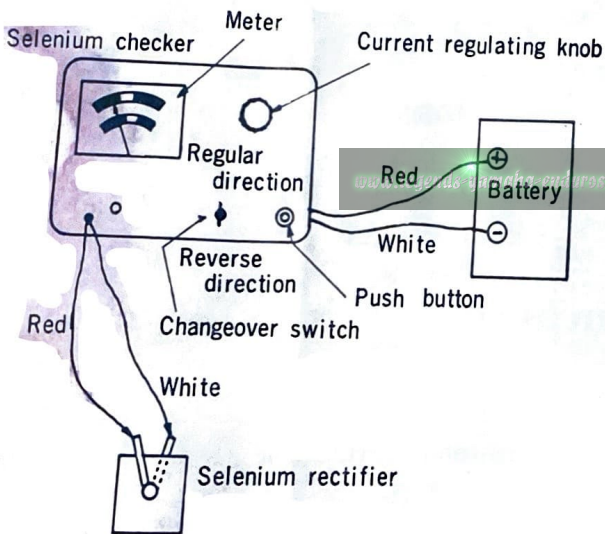 Meter
Selenium checker
Current regulating knob
Regular
direction
Red
Battery
White
Reverse
direction
Push button
Changeover switch
Red
White
Selenium rectifier